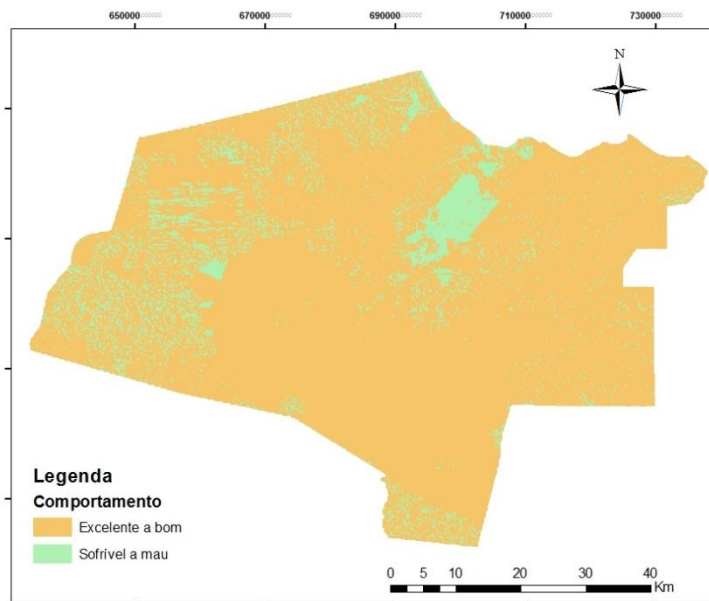 650000 670000 690000 710000 730000
N
Legenda
Comportamento
Excelente a bom
Sofrível a mau
0 5 10 20 30 40
Km